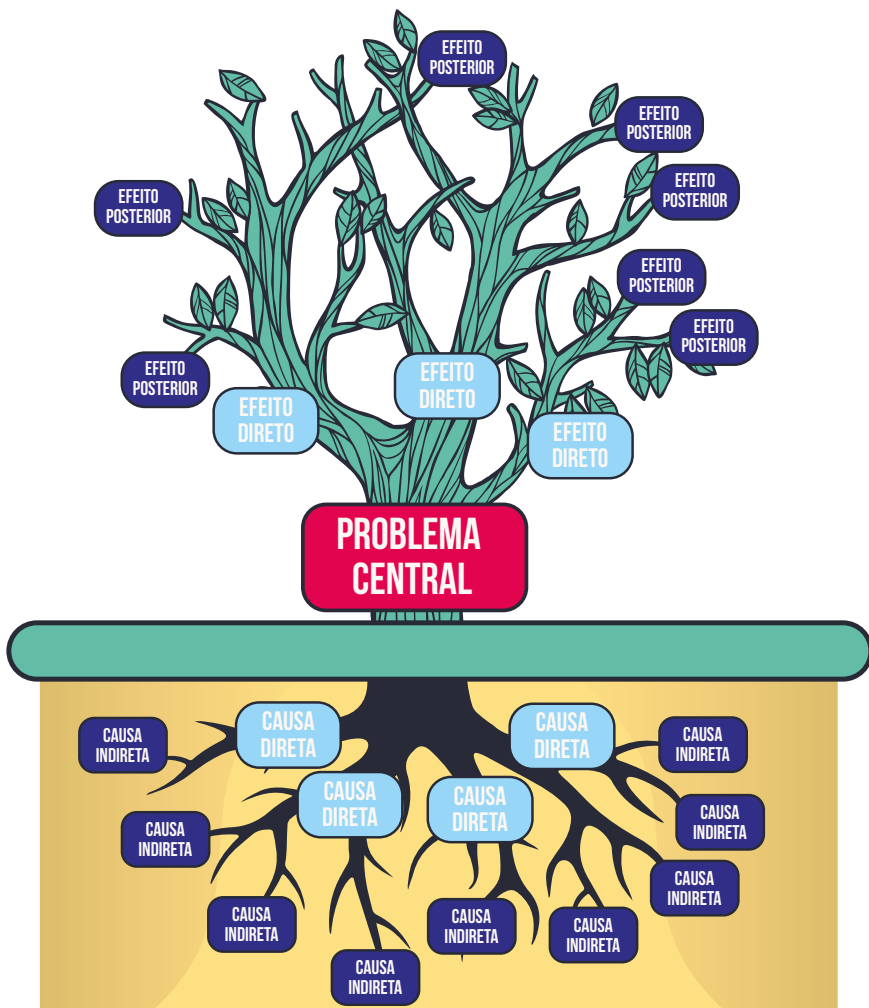 EFEITO
POSTERIOR
EFEITO
POSTERIOR
EFEITO
POSTERIOR
EFEITO
POSTERIOR
EFEITO
POSTERIOR
EFEITO
POSTERIOR
EFEITO
POSTERIOR
EFEITO
DIRETO
EFEITO
DIRETO
EFEITO
DIRETO
PROBLEMA
CENTRAL
CAUSA
DIRETA
CAUSA
DIRETA
CAUSA
INDIRETA
CAUSA
INDIRETA
CAUSA
DIRETA
CAUSA
DIRETA
CAUSA
INDIRETA
CAUSA
INDIRETA
CAUSA
INDIRETA
CAUSA
INDIRETA
CAUSA
INDIRETA
CAUSA
INDIRETA
CAUSA
INDIRETA